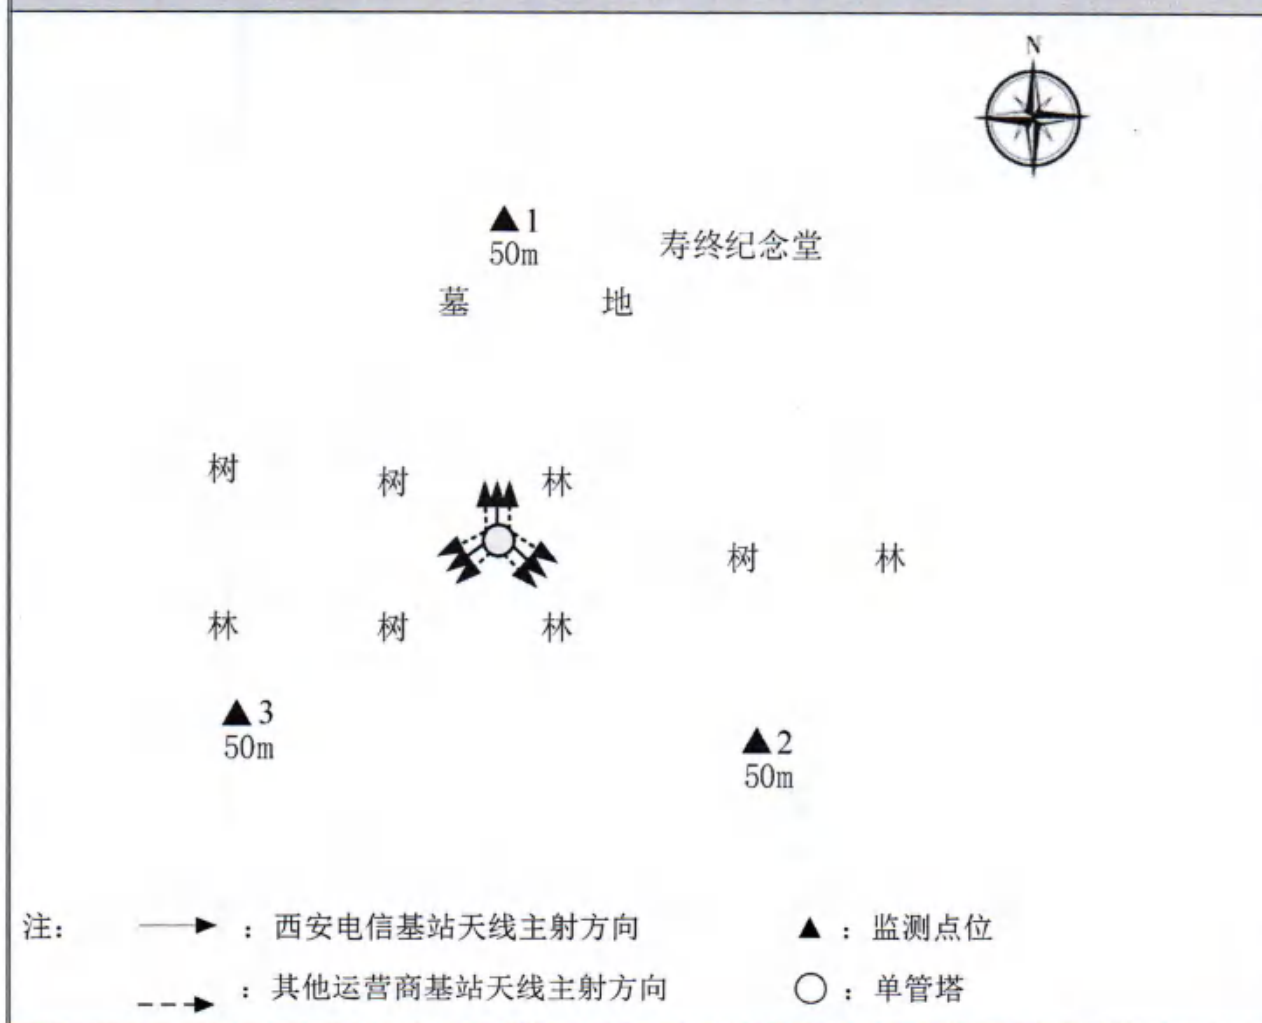 N
▲1
50m
寿终纪念堂
墓 地
树 树 林
树 林
林 树 林
▲3
50m
▲2
50m
注： ：西安电信基站天线主射方向 ▲：监测点位
：其他运营商基站天线主射方向 ：单管塔